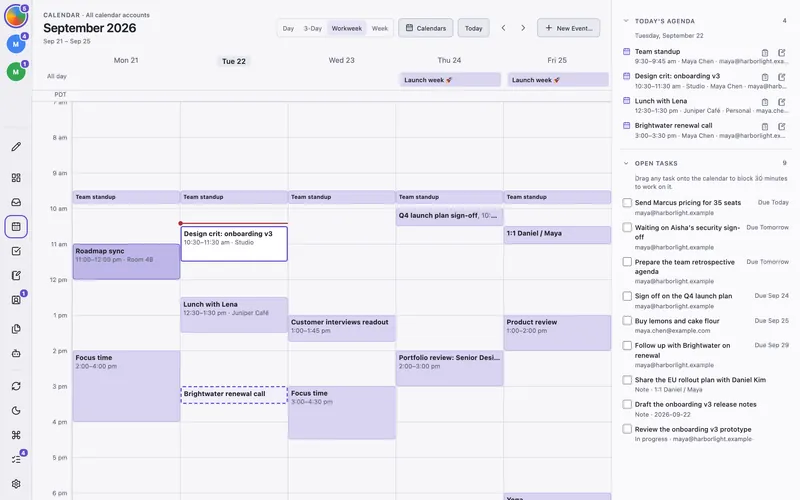 6
M
4
M
1
1
4
CALENDAR · All calendar accounts
September 2026
Sep 21 – Sep 25
Day
3-Day
Workweek
Week
Calendars
Today
New Event…
Mon 21
Tue 22
Wed 23
Thu 24
Fri 25
All day
Launch week 🚀
Launch week 🚀
PDT
7 am
8 am
9 am
10 am
11 am
12 pm
1 pm
2 pm
3 pm
4 pm
5 pm
6 pm
Team standup
Roadmap sync
11:00–12:00 pm · Room 4B
Focus time
2:00–4:00 pm
Team standup
Design crit: onboarding v3
10:30–11:30 am · Studio
Lunch with Lena
12:30–1:30 pm · Juniper Café
Brightwater renewal call
Team standup
Customer interviews readout
1:00–1:45 pm
Focus time
3:00–4:30 pm
Team standup
Q4 launch plan sign-off, 10:…
Portfolio review: Senior Desi…
2:00–3:00 pm
Team standup
1:1 Daniel / Maya
Product review
1:00–2:00 pm
Yoga
TODAY'S AGENDA 4
Tuesday, September 22
Team standup
9:30–9:45 am · Maya Chen · maya@harborlight.exa…
Design crit: onboarding v3
10:30–11:30 am · Studio · Maya Chen · maya@harb…
Lunch with Lena
12:30–1:30 pm · Juniper Café · Personal · maya.che…
Brightwater renewal call
3:00–3:30 pm · Maya Chen · maya@harborlight.exa…
OPEN TASKS 9
Drag any task onto the calendar to block 30 minutes
to work on it.
Send Marcus pricing for 35 seats Due Today
maya@harborlight.example
Waiting on Aisha's security sign- Due Tomorrow
off
maya@harborlight.example
Prepare the team retrospective Due Tomorrow
agenda
maya@harborlight.example
Sign off on the Q4 launch plan Due Sep 24
maya@harborlight.example
Buy lemons and cake flour Due Sep 25
maya.chen@example.com
Follow up with Brightwater on Due Sep 29
renewal
maya@harborlight.example
Share the EU rollout plan with Daniel Kim
Note · 1:1 Daniel / Maya
Draft the onboarding v3 release notes
Note · 2026-09-22
Review the onboarding v3 prototype
In progress · maya@harborlight.example